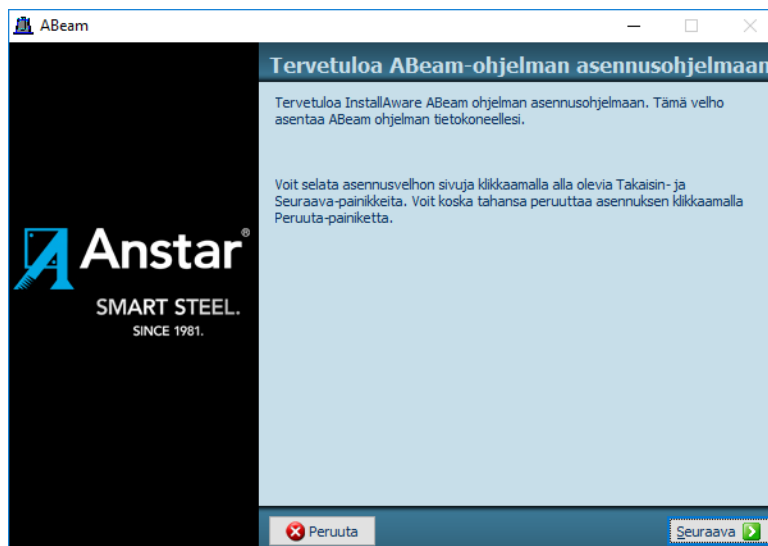 ABeam
Tervetuloa ABeam-ohjelman asennusohjelmaan
Tervetuloa InstallAware ABeam ohjelman asennusohjelmaan. Tämä velho
asentaa ABeam ohjelman tietokoneellesi.
Voit selata asennusvelhon sivuja klikkaamalla alla olevia Takaisin- ja
Seuraava-painikkeita. Voit koska tahansa peruuttaa asennuksen klikkaamalla
Peruuta-painiketta.
Anstar®
SMART STEEL.
SINCE 1981.
Peruuta
Seuraava